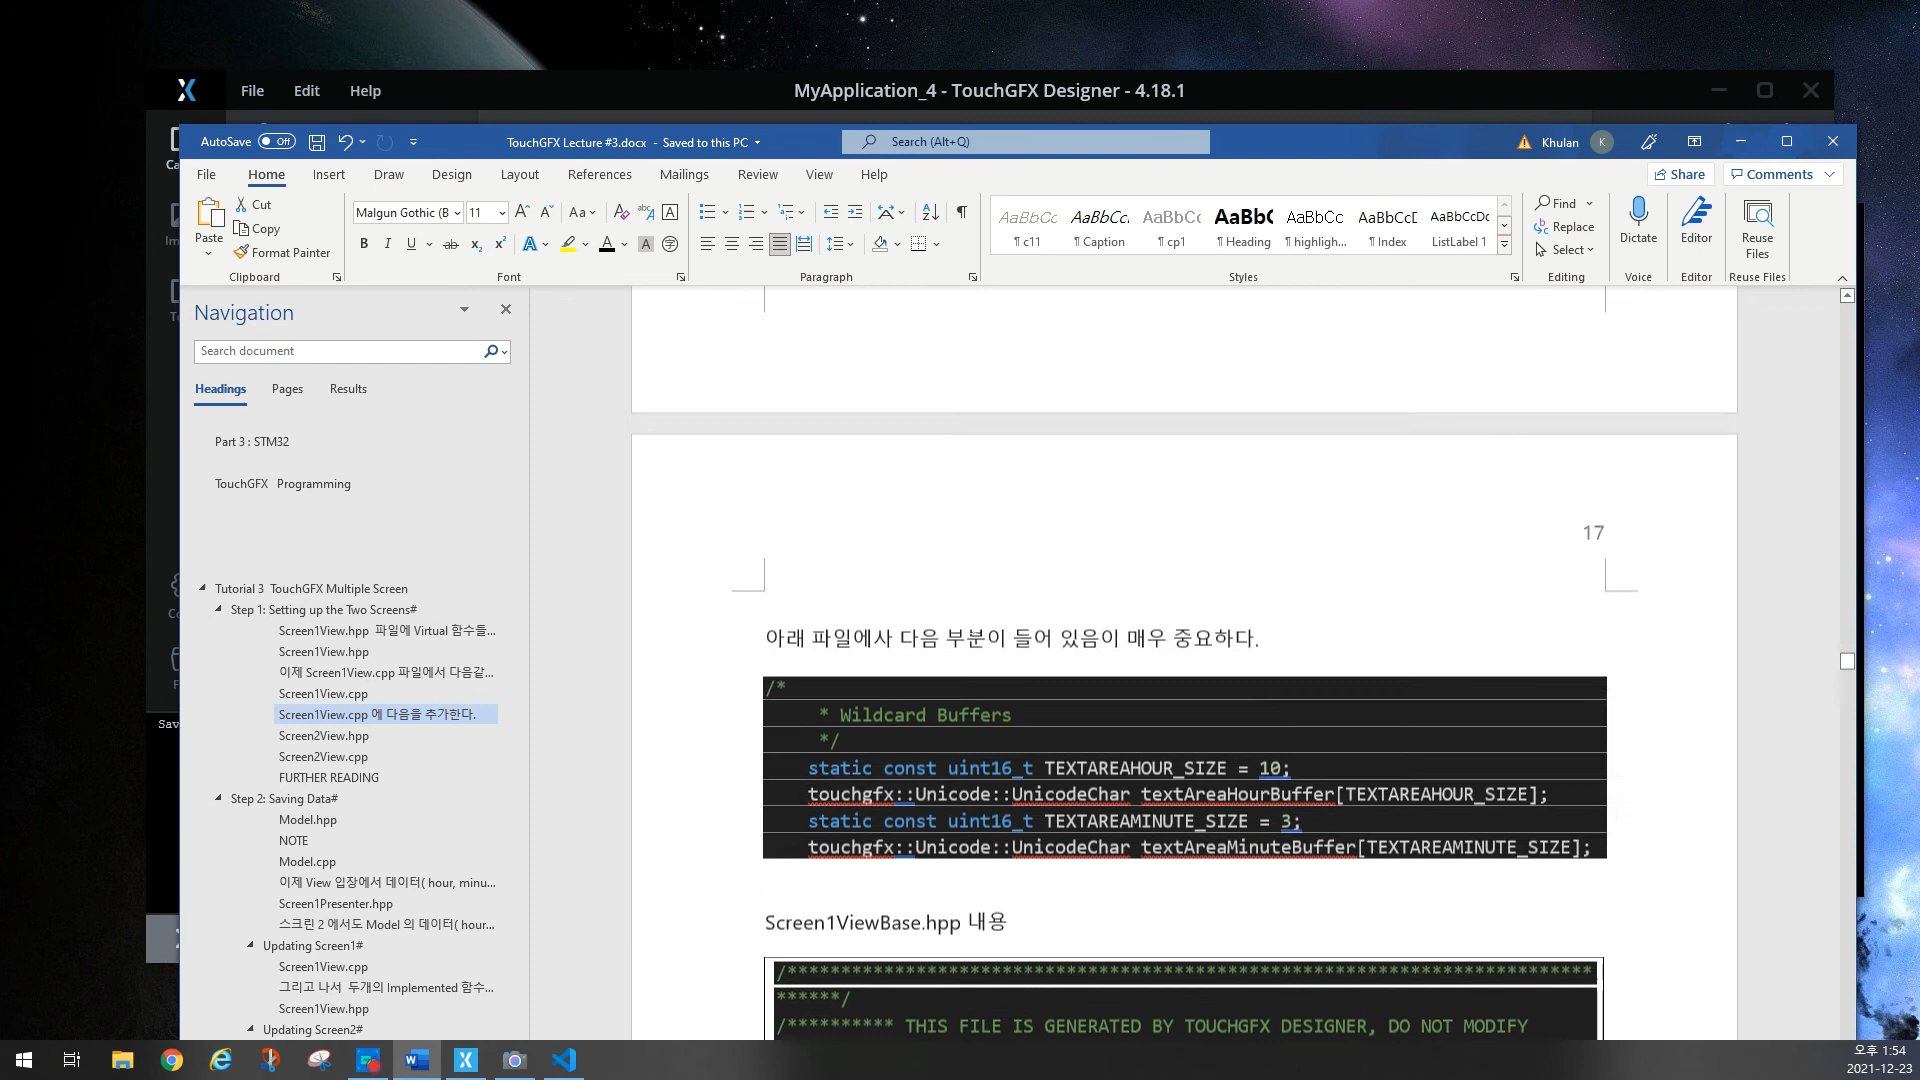 File Edit Help
MyApplication_4 - TouchGFX Designer - 4.18.1
AutoSave Off
TouchGFX Lecture #3.docx - Saved to this PC
Search (Alt+Q)
Khulan K
File Home Insert Draw Design Layout References Mailings Review View Help
Share Comments
Paste
Cut
Copy
Format Painter
Clipboard
Malgun Gothic (B 11
Font
Paragraph
AaBbCc AaBbCc AaBbCc AaBbC AaBbCc AaBbCcD AaBbCcDc
¶ c11 ¶ Caption ¶ cp1 ¶ Heading ¶ highligh... ¶ Index ListLabel 1
Styles
Find
Replace
Select
Editing
Dictate
Voice
Editor
Editor
Reuse Files
Reuse Files
Navigation
Search document
Headings Pages Results
Part 3 : STM32
TouchGFX Programming
Tutorial 3 TouchGFX Multiple Screen
Step 1: Setting up the Two Screens#
Screen1View.hpp 파일에 Virtual 함수들...
Screen1View.hpp
이제 Screen1View.cpp 파일에서 다음같...
Screen1View.cpp
Screen1View.cpp 에 다음을 추가한다.
Screen2View.hpp
Screen2View.cpp
FURTHER READING
Step 2: Saving Data#
Model.hpp
NOTE
Model.cpp
이제 View 입장에서 데이터( hour, minu...
Screen1Presenter.hpp
스크린 2 에서도 Model 의 데이터( hour...
Updating Screen1#
Screen1View.cpp
그리고 나서 두개의 Implemented 함수...
Screen1View.hpp
Updating Screen2#
17
아래 파일에사 다음 부분이 들어 있음이 매우 중요하다.
/*
* Wildcard Buffers
*/
static const uint16_t TEXTAREAHOUR_SIZE = 10;
touchgfx::Unicode::UnicodeChar textAreaHourBuffer[TEXTAREAHOUR_SIZE];
static const uint16_t TEXTAREAMINUTE_SIZE = 3;
touchgfx::Unicode::UnicodeChar textAreaMinuteBuffer[TEXTAREAMINUTE_SIZE];
Screen1ViewBase.hpp 내용
/***************************************************************************
******/
/********** THIS FILE IS GENERATED BY TOUCHGFX DESIGNER, DO NOT MODIFY
오후 1:54
2021-12-23